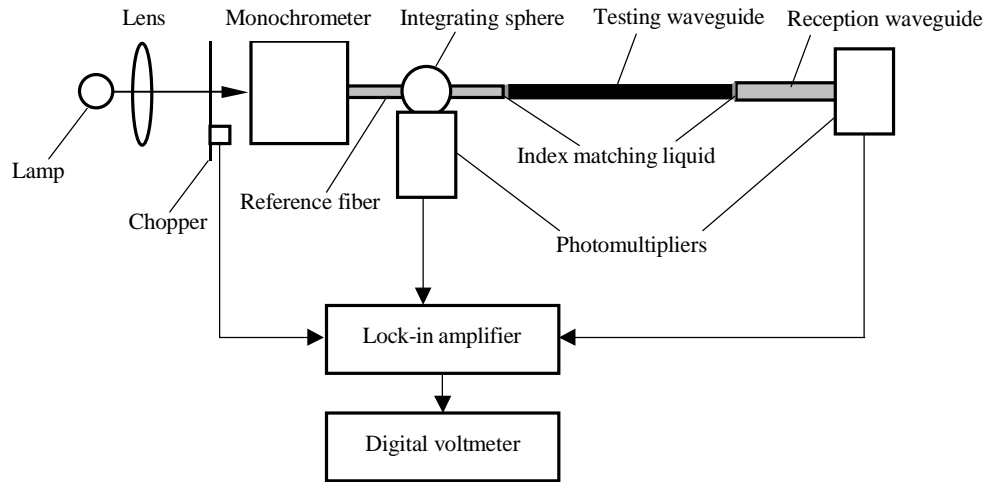 Lens
Monochrometer
Integrating sphere
Testing waveguide
Reception waveguide
Lamp
Chopper
Reference fiber
Index matching liquid
Photomultipliers
Lock-in amplifier
Digital voltmeter